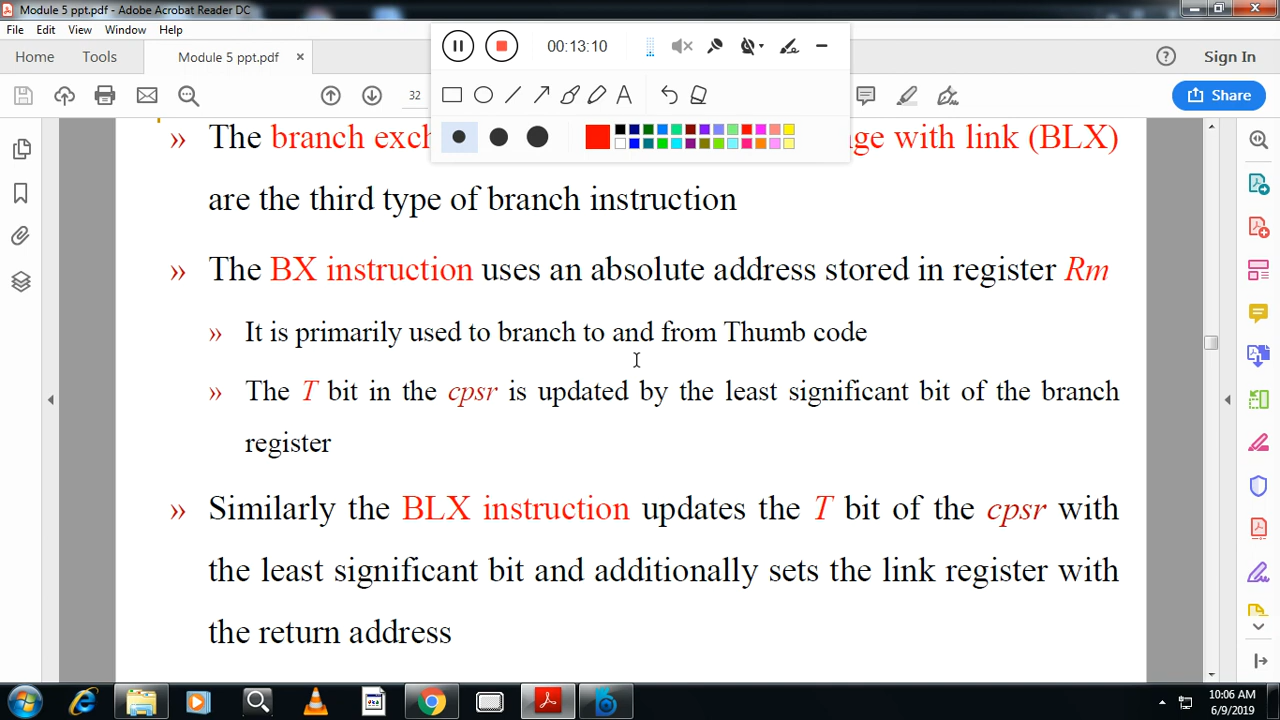 Module 5 ppt.pdf - Adobe Acrobat Reader DC
File Edit View Window Help
Home Tools Module 5 ppt.pdf × 00:13:10 ? Sign In
32 A Share
» The branch exc ge with link (BLX)
are the third type of branch instruction
» The BX instruction uses an absolute address stored in register Rm
» It is primarily used to branch to and from Thumb code
» The T bit in the cpsr is updated by the least significant bit of the branch
register
» Similarly the BLX instruction updates the T bit of the cpsr with
the least significant bit and additionally sets the link register with
the return address
10:06 AM
6/9/2019